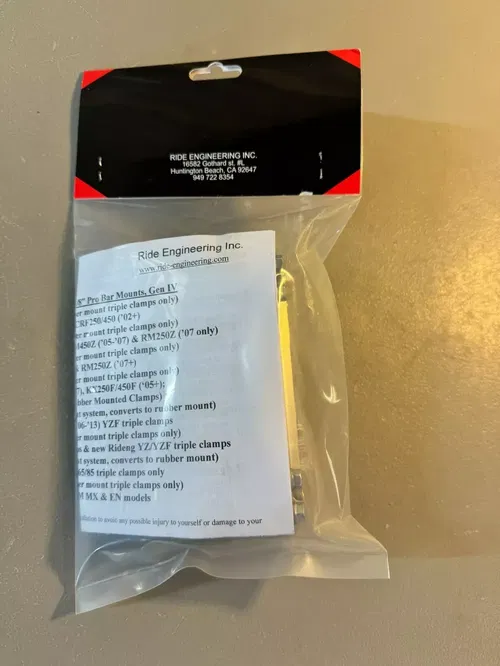 RIDE ENGINEERING INC.
16582 Gothard st. #L
Huntington Beach, CA 92647
949 722 8354
Ride Engineering Inc.
www.ride-engineering.com
/8" Pro Bar Mounts, Gen IV
er mount triple clamps only)
CRF250/450 ('02+)
er mount triple clamps only)
450Z ('05-'07) & RM250Z ('07 only)
er mount triple clamps only)
& RM250Z ('07+)
er mount triple clamps only)
7), KX250F/450F ('05+);
bber Mounted Clamps)
t system, converts to rubber mount)
06-'13) YZF triple clamps
er mount triple clamps only)
s & new Rideng YZ/YZF triple clamps
t system, converts to rubber mount)
65/85 triple clamps only
er mount triple clamps only)
M MX & EN models
allation to avoid any possible injury to yourself or damage to your